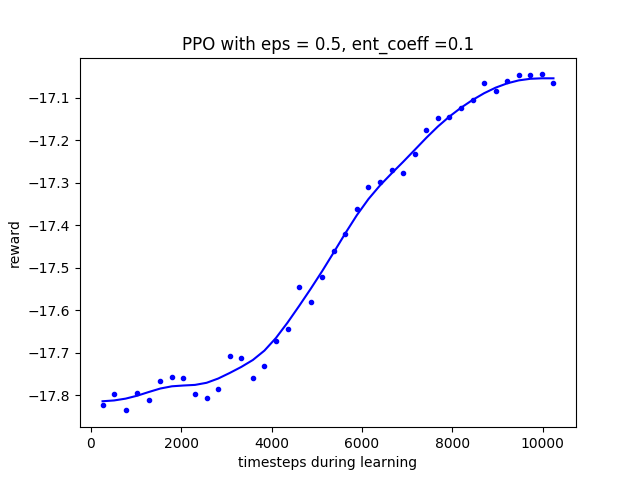 PPO with eps = 0.5, ent_coeff =0.1
reward
−17.1
−17.2
−17.3
−17.4
−17.5
−17.6
−17.7
−17.8
0 2000 4000 6000 8000 10000
timesteps during learning